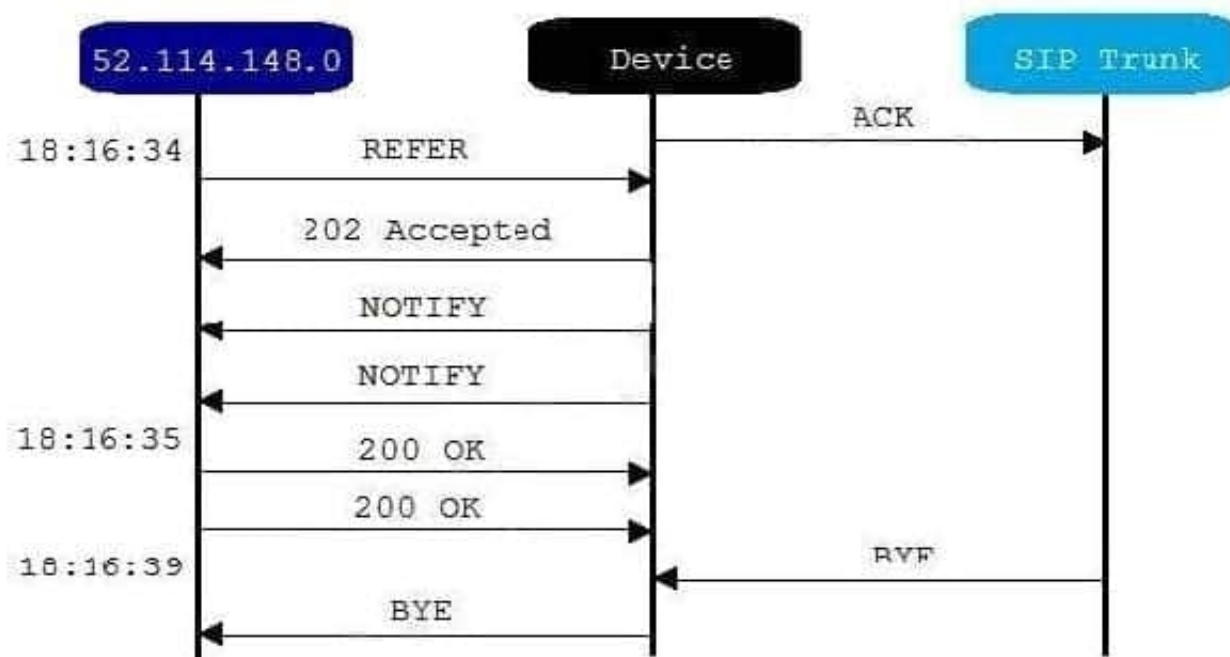 52.114.148.0
Device
SIP Trunk
ACK
18:16:34
REFER
202 Accepted
NOTIFY
NOTIFY
18:16:35
200 OK
200 OK
18:16:39
BYE
BYE